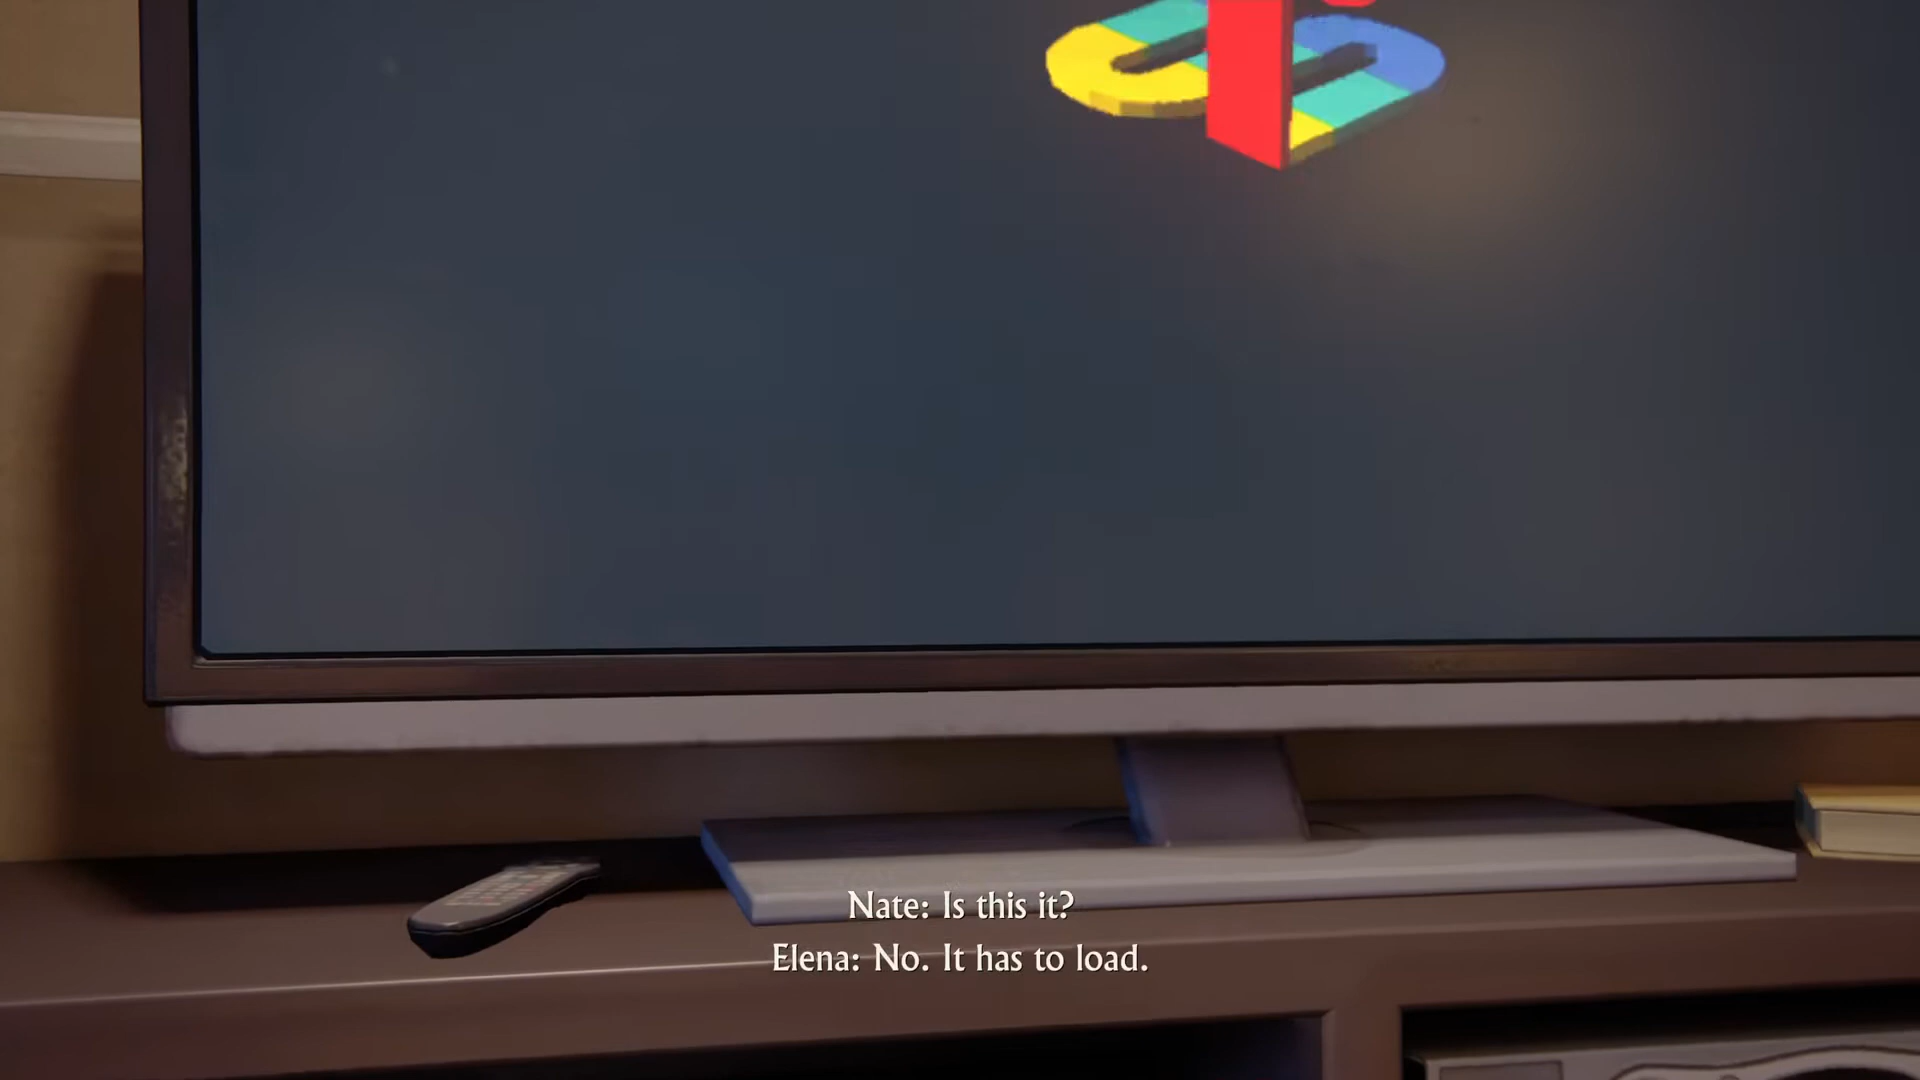 Nate: Is this it?
Elena: No. It has to load.